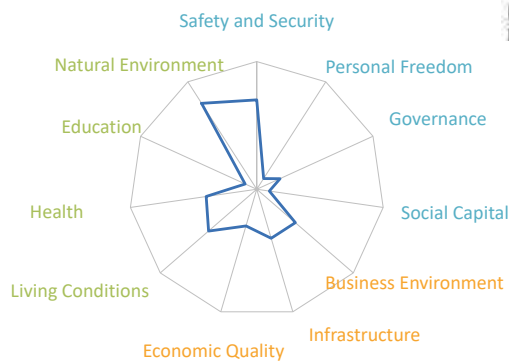 Safety and Security
Natural Environment
Personal Freedom
Education
Governance
Health
Social Capital
Living Conditions
Business Environment
Infrastructure
Economic Quality